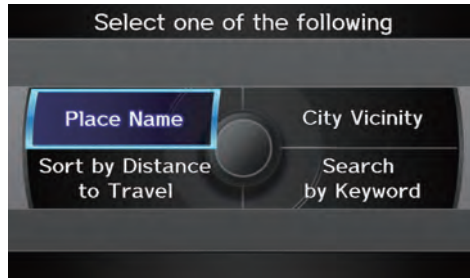 Select one of the following
Place Name
City Vicinity
Sort by Distance
to Travel
Search
by Keyword